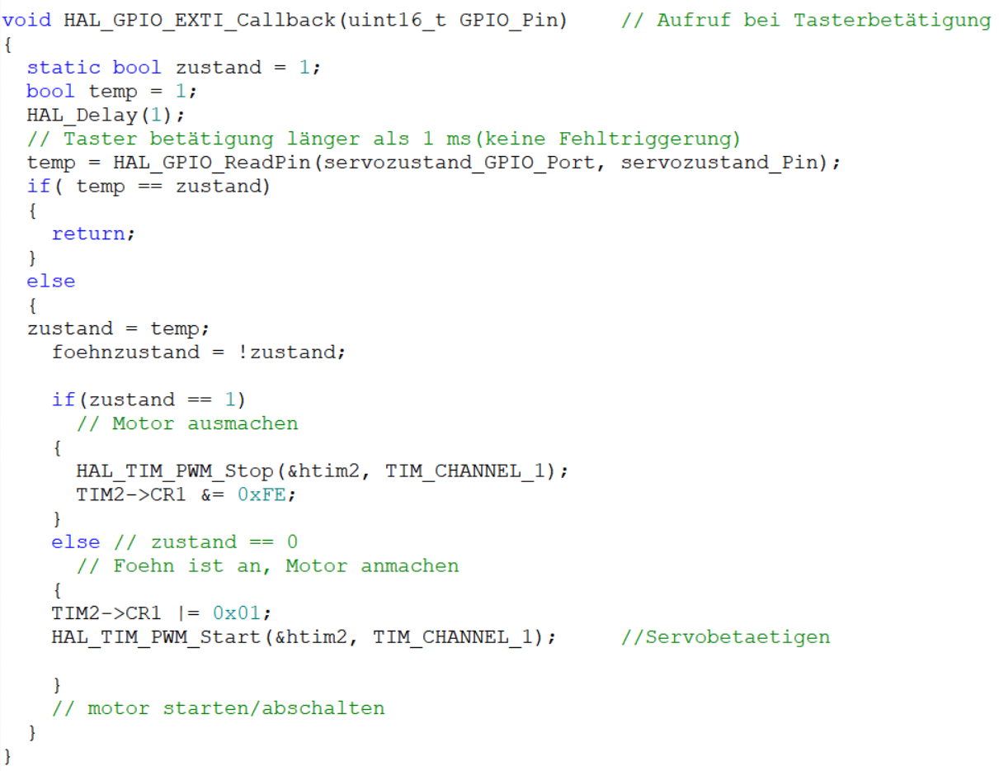 void HAL_GPIO_EXTI_Callback(uint16_t GPIO_Pin)    // Aufruf bei Tasterbetätigung
{
  static bool zustand = 1;
  bool temp = 1;
  HAL_Delay(1);
  // Taster betätigung länger als 1 ms(keine Fehltriggerung)
  temp = HAL_GPIO_ReadPin(servozustand_GPIO_Port, servozustand_Pin);
  if( temp == zustand)
  {
    return;
  }
  else
  {
  zustand = temp;
    foehnzustand = !zustand;

    if(zustand == 1)
      // Motor ausmachen
    {
      HAL_TIM_PWM_Stop(&htim2, TIM_CHANNEL_1);
      TIM2->CR1 &= 0xFE;
    }
    else // zustand == 0
      // Foehn ist an, Motor anmachen
    {
    TIM2->CR1 |= 0x01;
    HAL_TIM_PWM_Start(&htim2, TIM_CHANNEL_1);     //Servobetaetigen

    }
    // motor starten/abschalten
  }
}